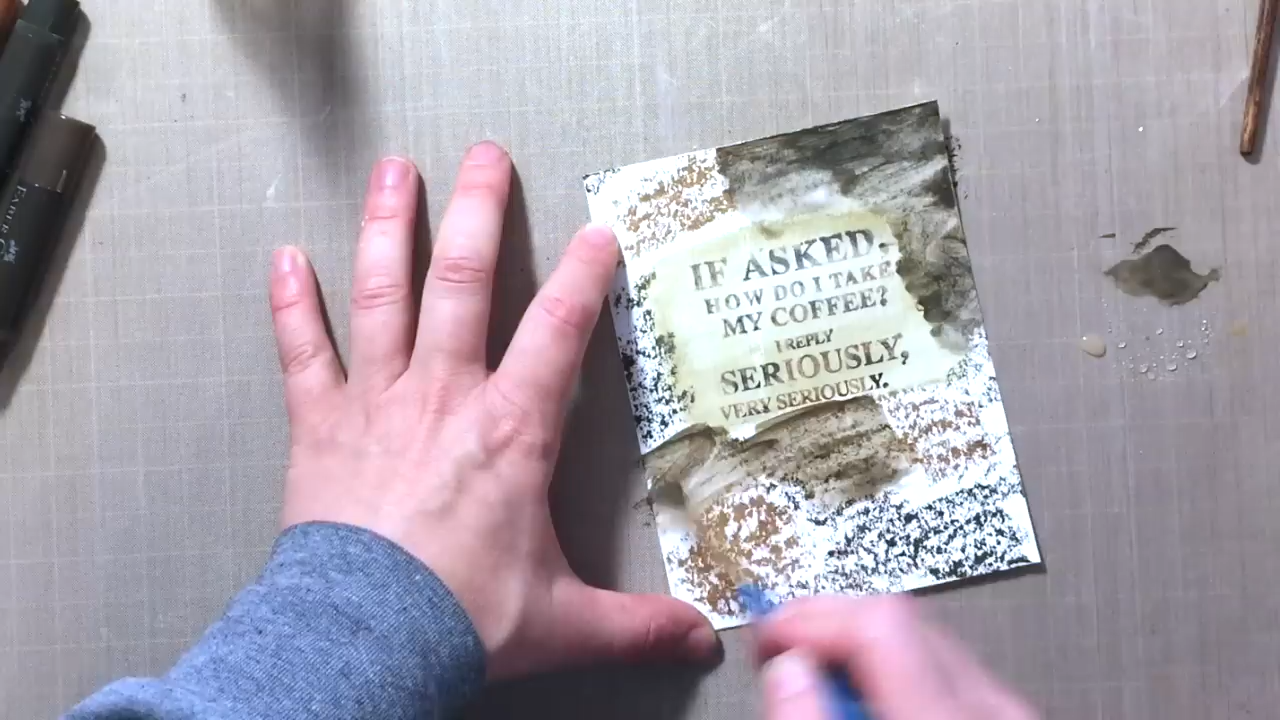 IF ASKED,
HOW DO I TAKE
MY COFFEE?
I REPLY
SERIOUSLY,
VERY SERIOUSLY.